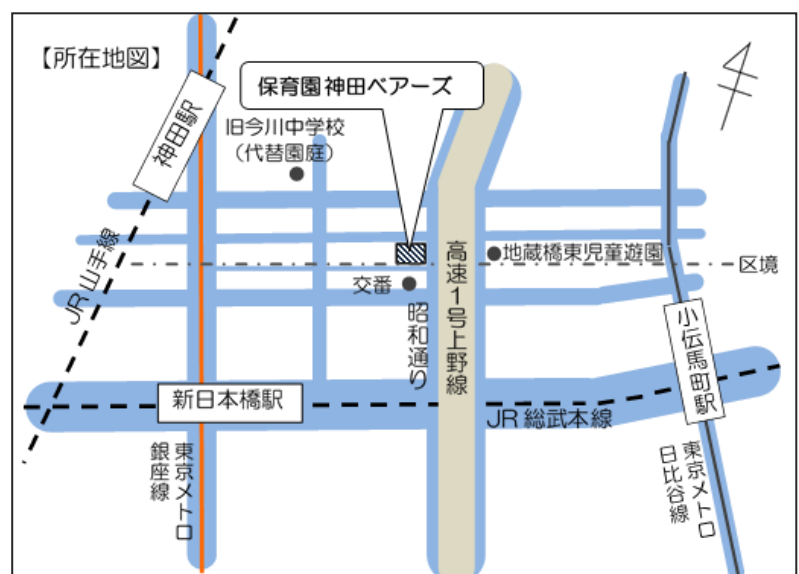 【所在地図】
神田駅
保育園神田ベアーズ
旧今川中学校
（代替園庭）
JR山手線
高速1号上野線
地蔵橋東児童遊園
区境
交番
昭和通り
小伝馬町駅
新日本橋駅
JR総武本線
東京メトロ
銀座線
東京メトロ
日比谷線